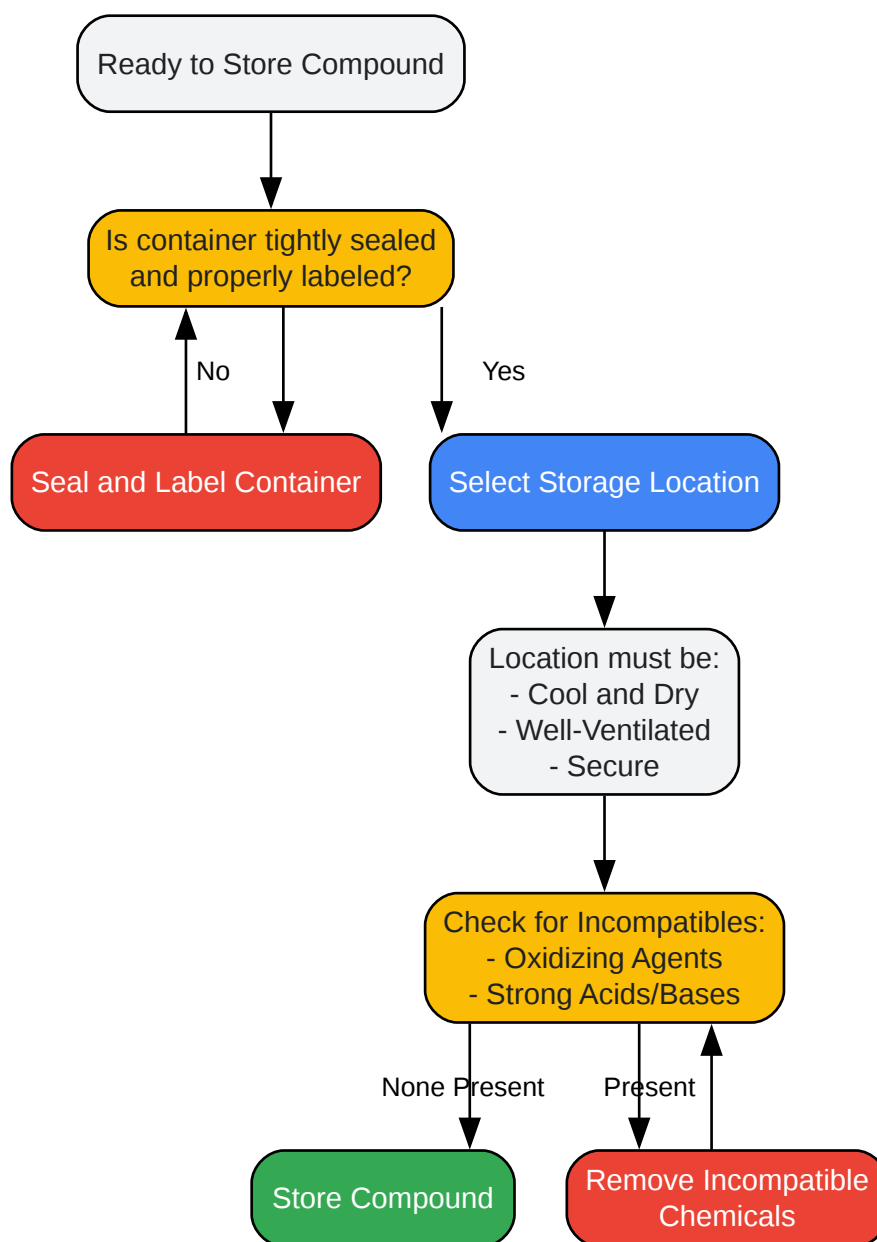 Ready to Store Compound
Is container tightly sealed
and properly labeled?
No
Yes
Seal and Label Container
Select Storage Location
Location must be:
- Cool and Dry
- Well-Ventilated
- Secure
Check for Incompatibles:
- Oxidizing Agents
- Strong Acids/Bases
None Present
Present
Store Compound
Remove Incompatible
Chemicals